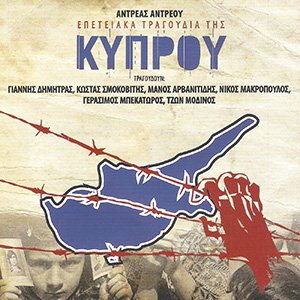 ΑΝΤΡΕΑΣ ΑΝΤΡΕΟΥ
ΕΠΕΤΕΙΑΚΑ ΤΡΑΓΟΥΔΙΑ ΤΗΣ
ΚΥΠΡΟΥ
ΤΡΑΓΟΥΔΟΥΝ:
ΓΙΑΝΝΗΣ ΔΗΜΗΤΡΑΣ, ΚΩΣΤΑΣ ΣΜΟΚΟΒΙΤΗΣ, ΜΑΝΟΣ ΑΡΒΑΝΙΤΙΔΗΣ, ΝΙΚΟΣ ΜΑΚΡΟΠΟΥΛΟΣ,
ΓΕΡΑΣΙΜΟΣ ΜΠΕΚΑΤΩΡΟΣ, ΤΖΩΝ ΜΟΔΙΝΟΣ